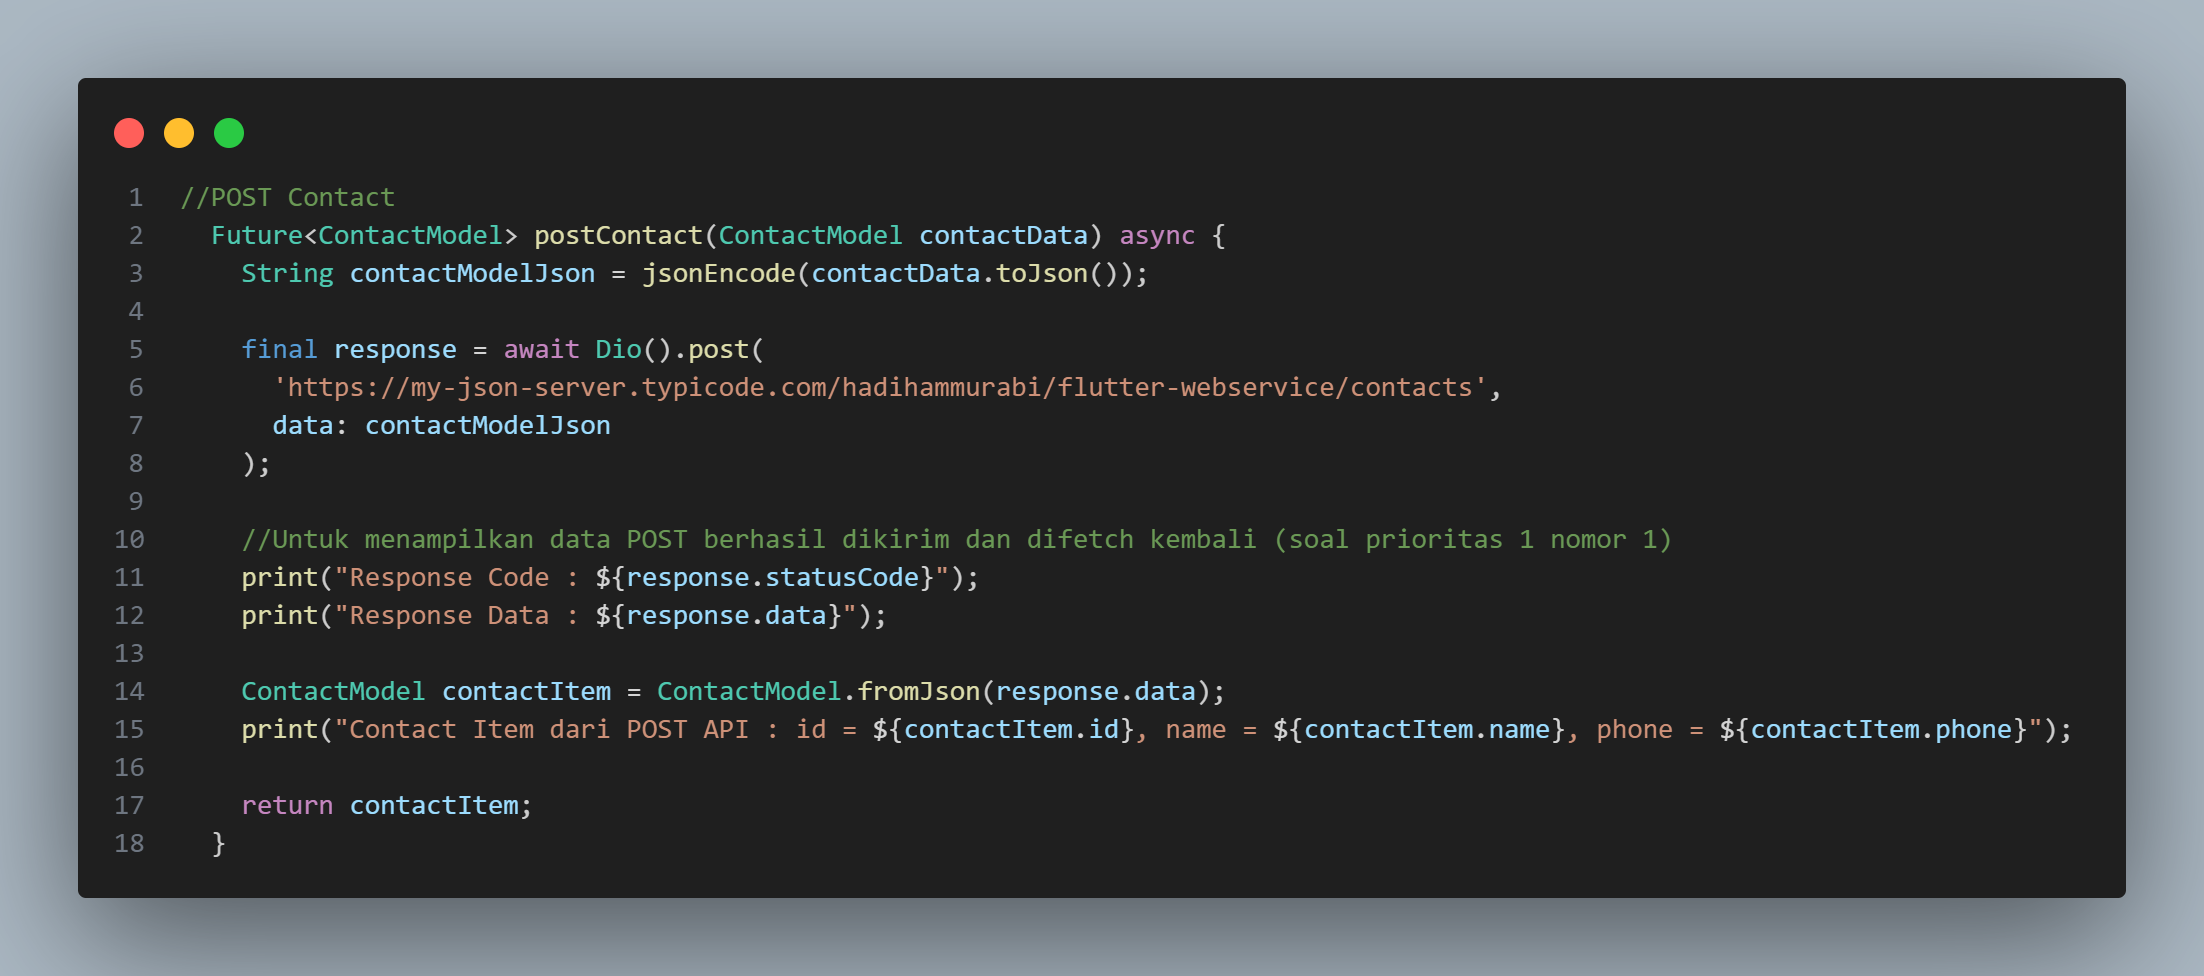 1 //POST Contact
2 Future<ContactModel> postContact(ContactModel contactData) async {
3 String contactModelJson = jsonEncode(contactData.toJson());
4
5 final response = await Dio().post(
6 'https://my-json-server.typicode.com/hadihammurabi/flutter-webservice/contacts',
7 data: contactModelJson
8 );
9
10 //Untuk menampilkan data POST berhasil dikirim dan difetch kembali (soal prioritas 1 nomor 1)
11 print("Response Code : ${response.statusCode}");
12 print("Response Data : ${response.data}");
13
14 ContactModel contactItem = ContactModel.fromJson(response.data);
15 print("Contact Item dari POST API : id = ${contactItem.id}, name = ${contactItem.name}, phone = ${contactItem.phone}");
16
17 return contactItem;
18 }